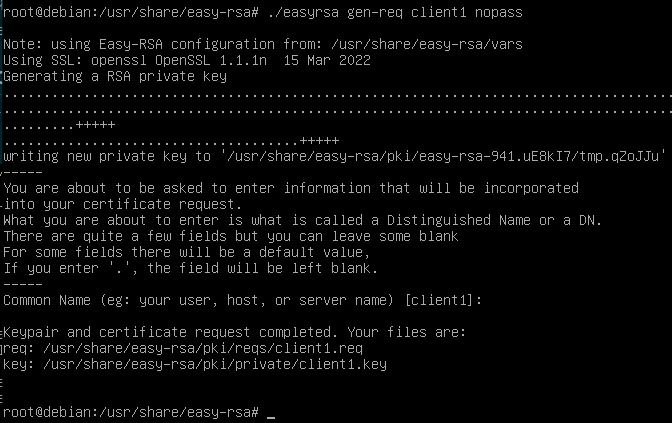 root@debian:/usr/share/easy-rsa# ./easyrsa gen-req client1 nopass
Note: using Easy-RSA configuration from: /usr/share/easy-rsa/vars
Using SSL: openssl OpenSSL 1.1.1n  15 Mar 2022
Generating a RSA private key
....................................................................................
....................................................................................
.........+++++
.....................................+++++
writing new private key to '/usr/share/easy-rsa/pki/easy-rsa-941.uE8kI7/tmp.qZoJJu'
-----
You are about to be asked to enter information that will be incorporated
into your certificate request.
What you are about to enter is what is called a Distinguished Name or a DN.
There are quite a few fields but you can leave some blank
For some fields there will be a default value,
If you enter '.', the field will be left blank.
-----
Common Name (eg: your user, host, or server name) [client1]:
Keypair and certificate request completed. Your files are:
req: /usr/share/easy-rsa/pki/reqs/client1.req
key: /usr/share/easy-rsa/pki/private/client1.key
root@debian:/usr/share/easy-rsa# _